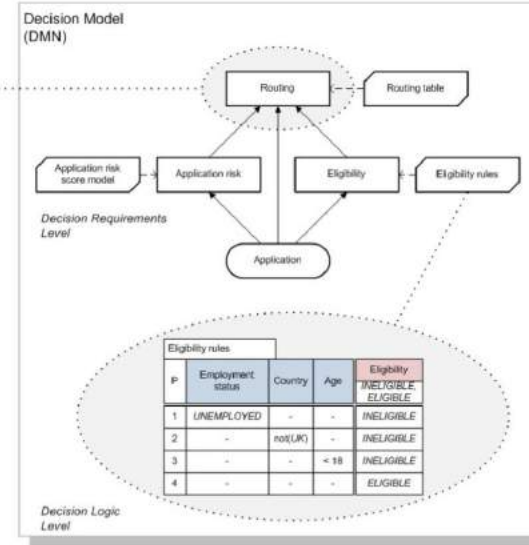 Decision Model
(DMN)
Routing
Routing table
Application risk
score model
Application risk
Eligibility
Eligibility rules
Decision Requirements
Level
Application
Eligibility rules
P
Employment
status
Country
Age
Eligibility
INELIGIBLE,
ELIGIBLE
1 UNEMPLOYED - - INELIGIBLE
2 - not(UK) - INELIGIBLE
3 - - < 18 INELIGIBLE
4 - - - ELIGIBLE
Decision Logic
Level